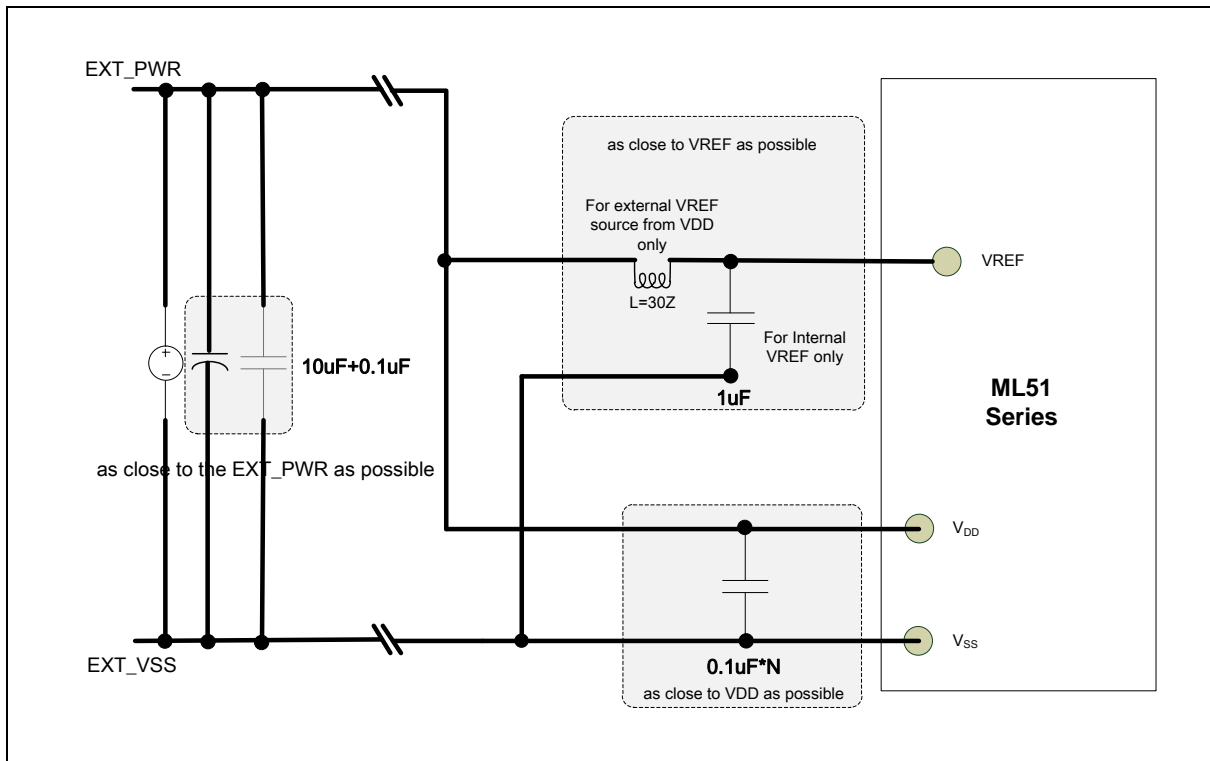 EXT_PWR
as close to VREF as possible
For external VREF
source from VDD
only
L=30Z
VREF
+
−
10uF+0.1uF
For Internal
VREF only
1uF
ML51
Series
as close to the EXT_PWR as possible
VDD
EXT_VSS
VSS
0.1uF*N
as close to VDD as possible